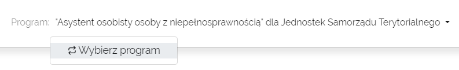 Program: "Asystent osobisty osoby z niepełnosprawnością" dla Jednostek Samorządu Terytorialnego
Wybierz program